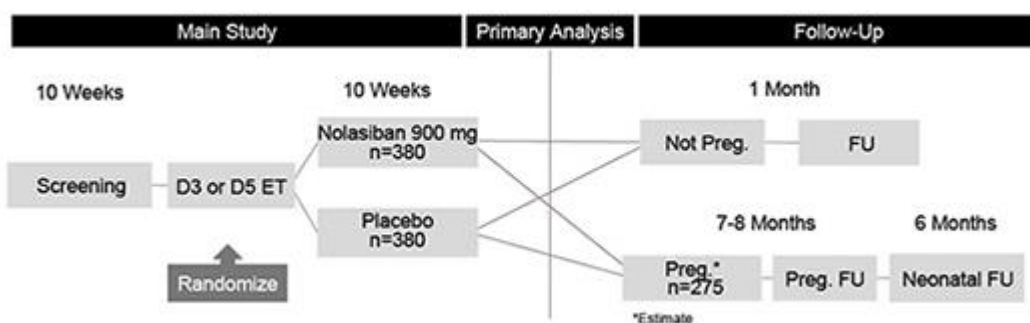 Main Study
Primary Analysis
Follow-Up
10 Weeks
10 Weeks
1 Month
Nolasiban 900 mg
n=380
Not Preg.
FU
Screening
D3 or D5 ET
Placebo
n=380
7-8 Months
6 Months
Randomize
Preg.*
n=275
Preg. FU
Neonatal FU
*Estimate